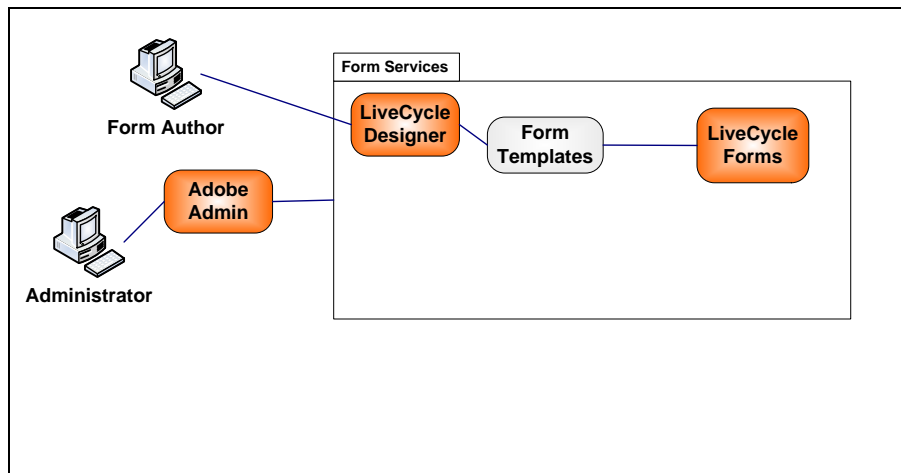 Form Services
Form Author
LiveCycle
Designer
Form
Templates
LiveCycle
Forms
Adobe
Admin
Administrator